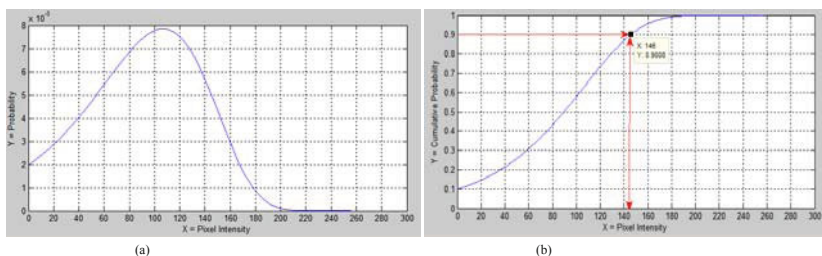 x 10⁻³
8
7
6
5
4
3
2
1
0
Y = Probability
0 20 40 60 80 100 120 140 160 180 200 220 240 260 280 300
X = Pixel Intensity
(a)
1
0.9
0.8
0.7
0.6
0.5
0.4
0.3
0.2
0.1
0
Y = Cumulative Probability
X: 146
0 20 40 60 80 100 120 140 160 180 200 220 240 260 280 300
X = Pixel Intensity
(b)